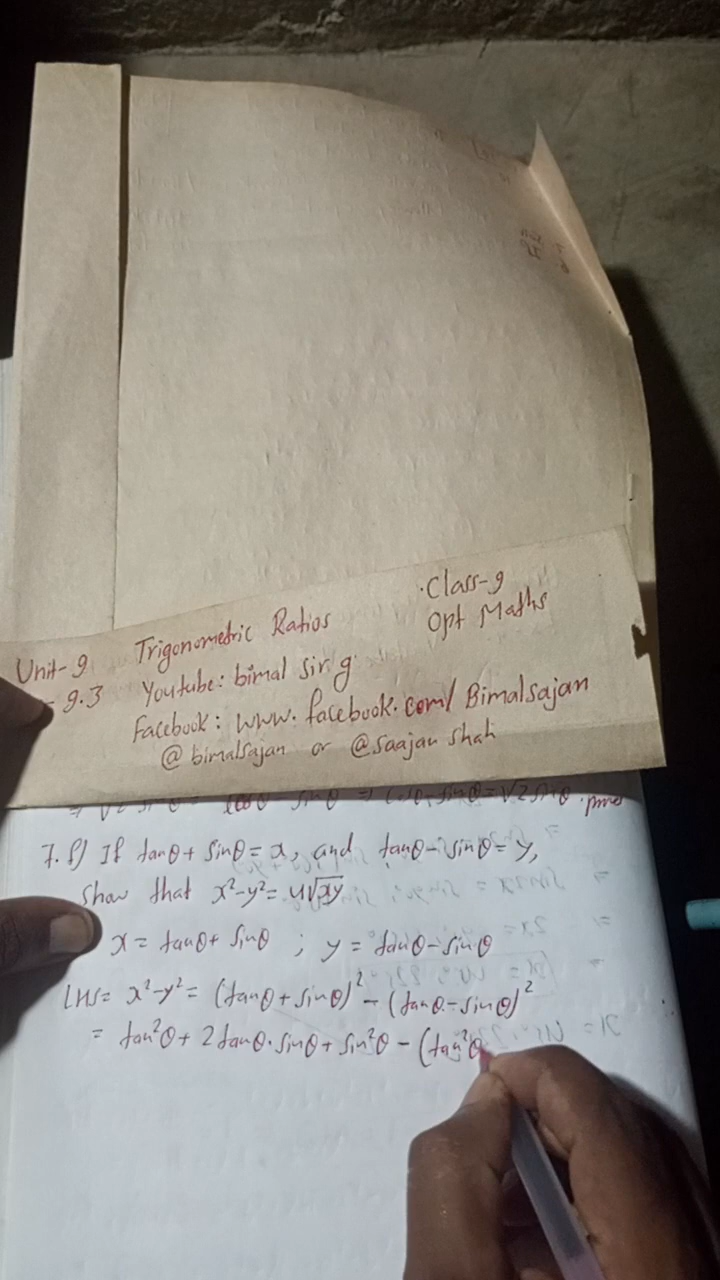 Class-9
Opt Maths
Unit-9 Trigonometric Ratios
9.3 Youtube: bimal sir g
Facebook: www.facebook.com/Bimalsajan
@bimalsajan or @saajan shah
7. f) If tanθ + sinθ = x, and tanθ - sinθ = y,
show that x²-y² = 4√xy
x = tanθ + sinθ ; y = tanθ - sinθ
LHS = x²-y² = (tanθ + sinθ)² - (tanθ - sinθ)²
= tan²θ + 2tanθ·sinθ + sin²θ - (tan²θ